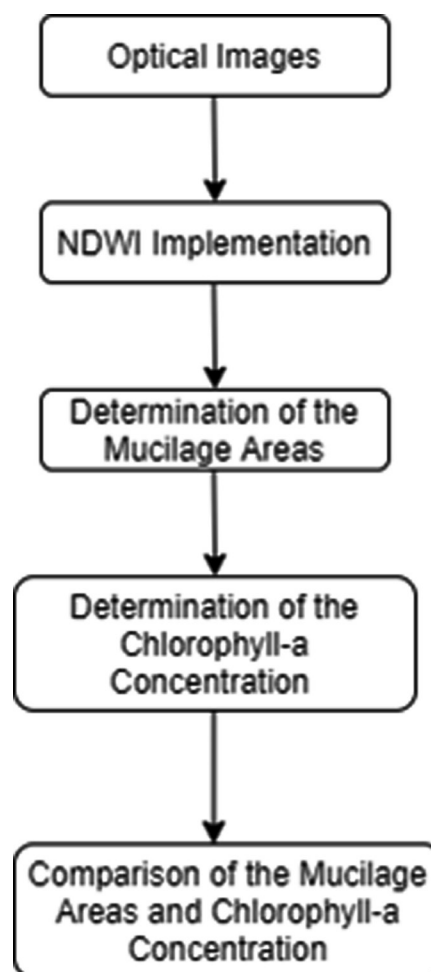 Optical Images
NDWI Implementation
Determination of the
Mucilage Areas
Determination of the
Chlorophyll-a
Concentration
Comparison of the Mucilage
Areas and Chlorophyll-a
Concentration